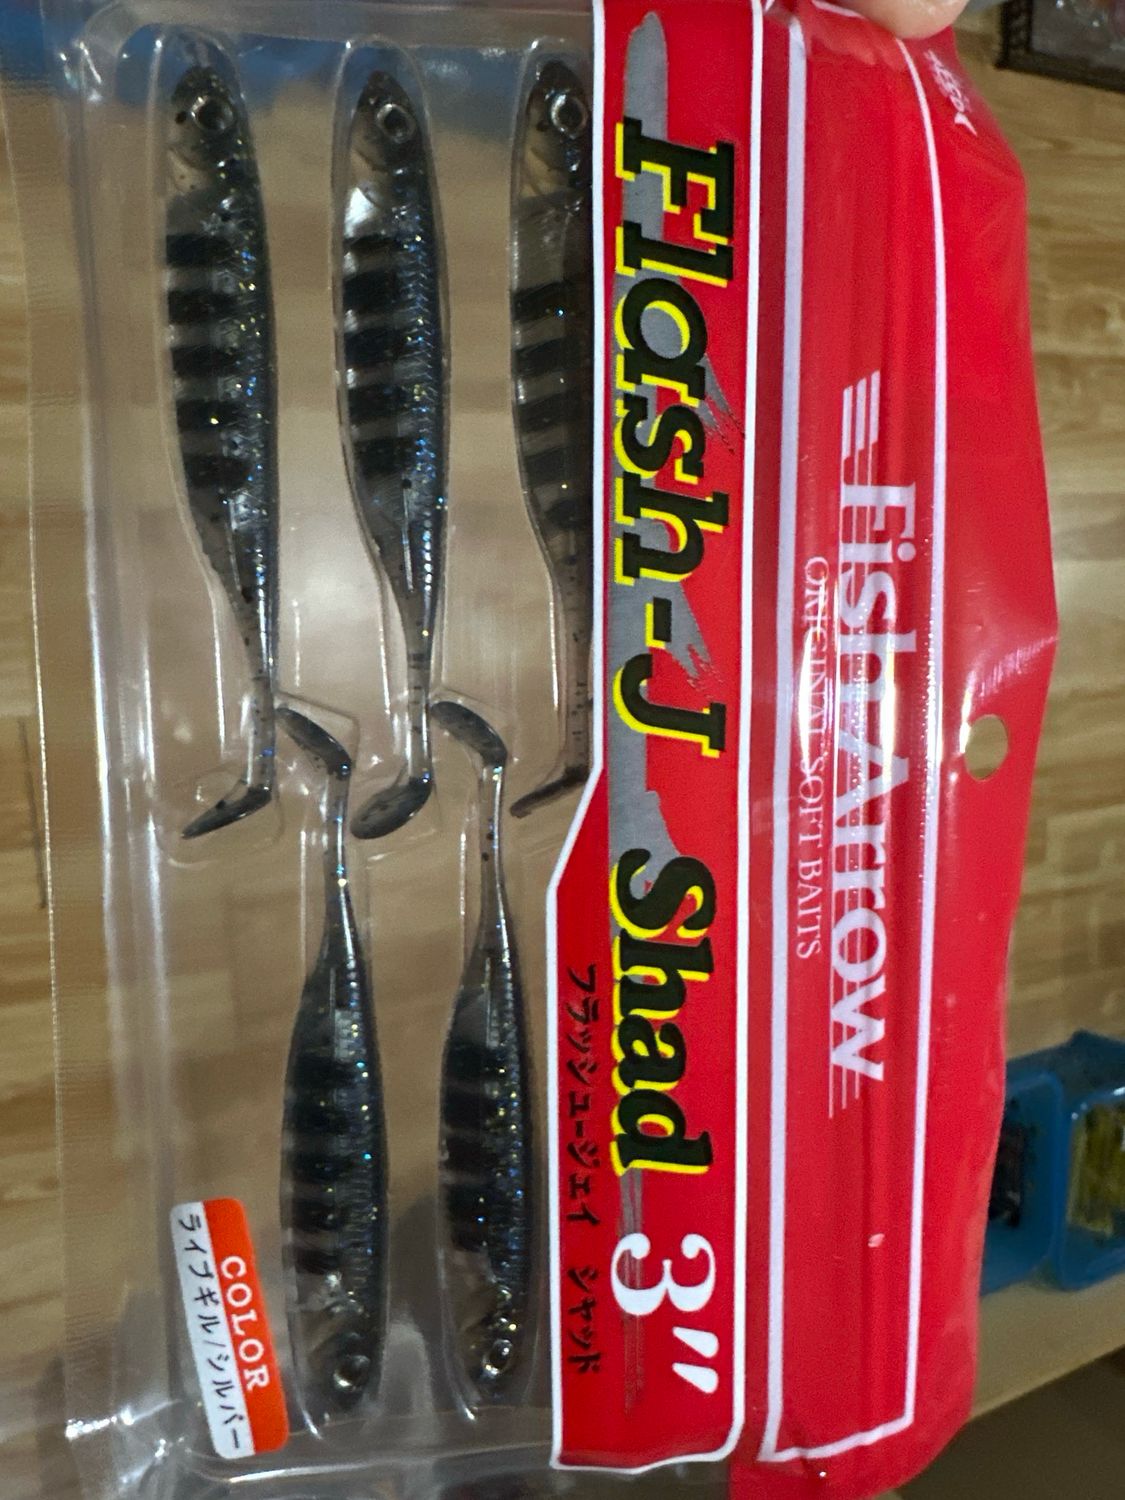 FishArrow
ORIGINAL SOFT BAITS
Flash-J Shad 3"
フラッシュ-ジェイ シャッド
COLOR
ライブギル/シルバー